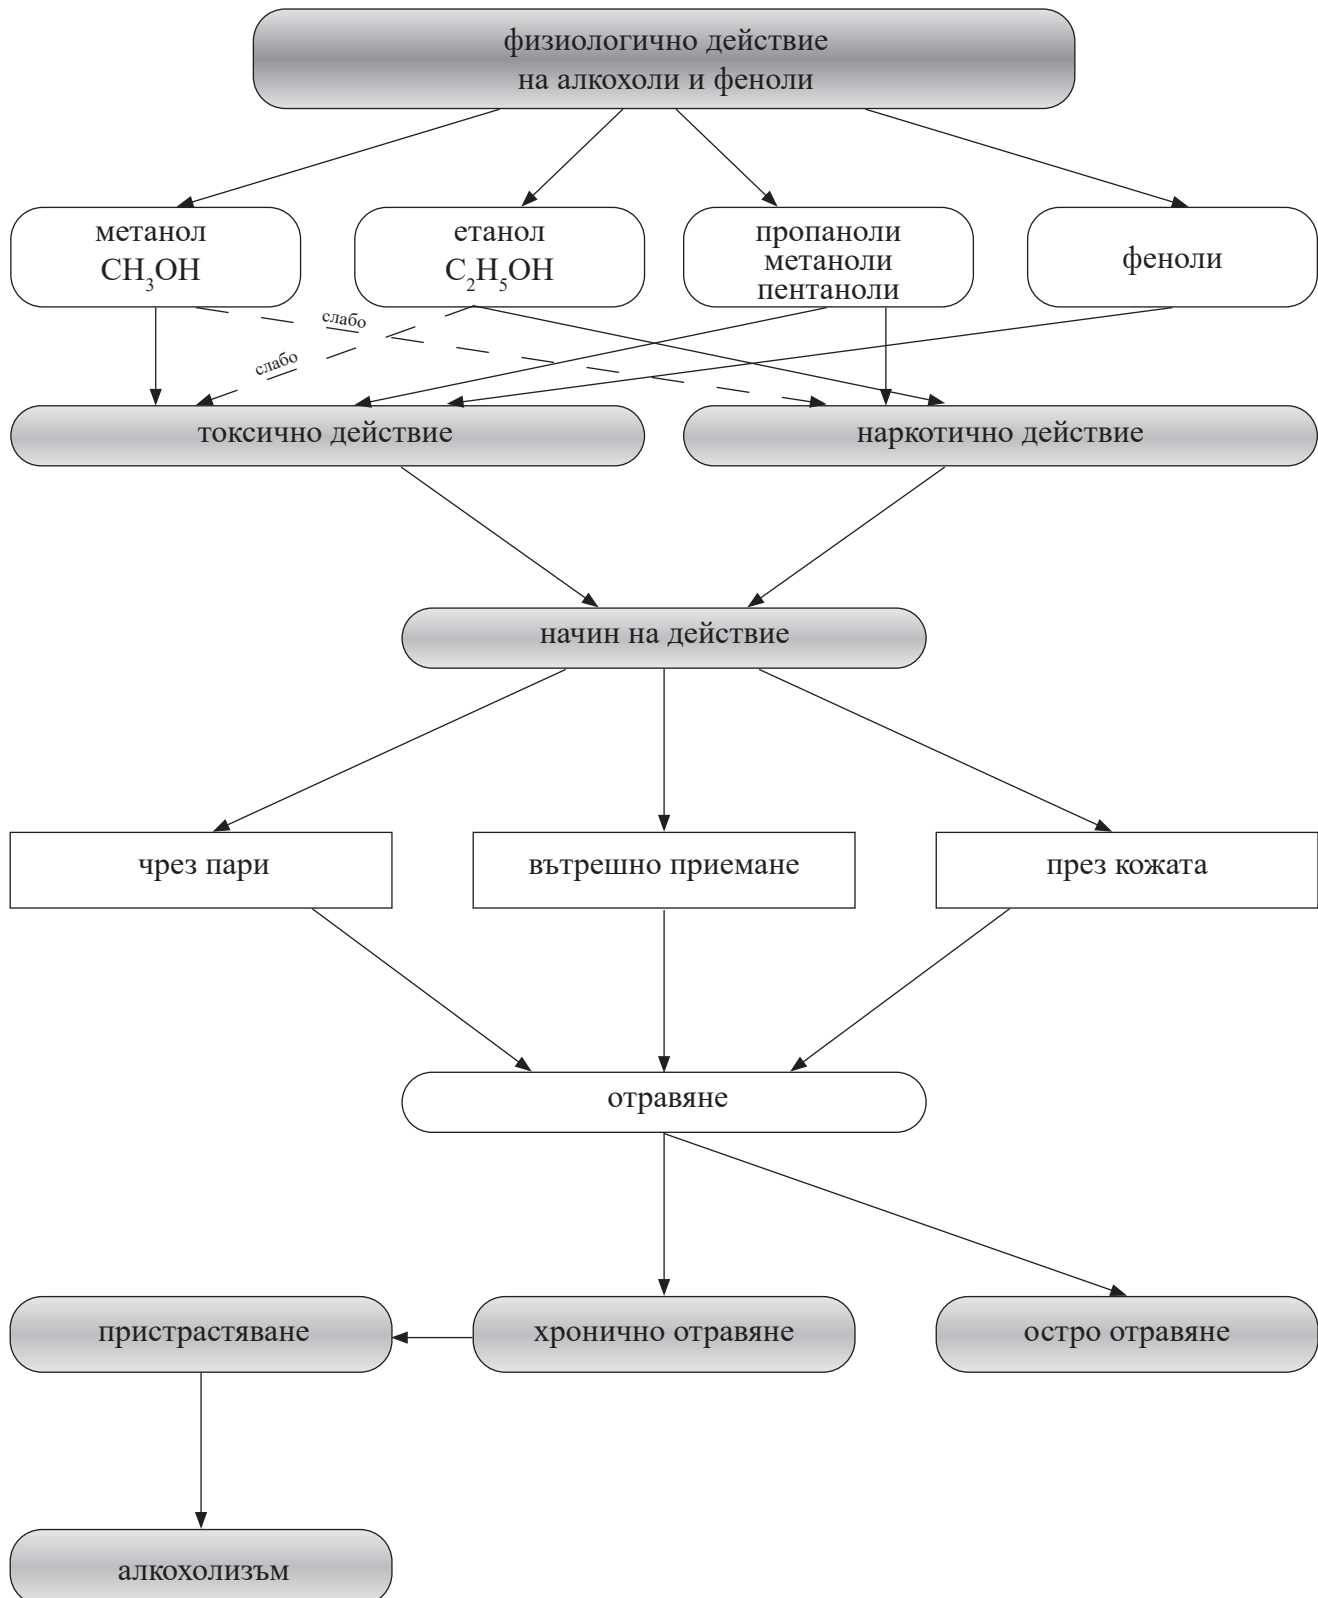 физиологично действие
на алкохоли и феноли
метанол
CH₃OH
етанол
C₂H₅OH
пропаноли
метаноли
пентаноли
феноли
слабо
слабо
токсично действие
наркотично действие
начин на действие
чрез пари
вътрешно приемане
през кожата
отравяне
пристрастяване
хронично отравяне
остро отравяне
алкохолизъм